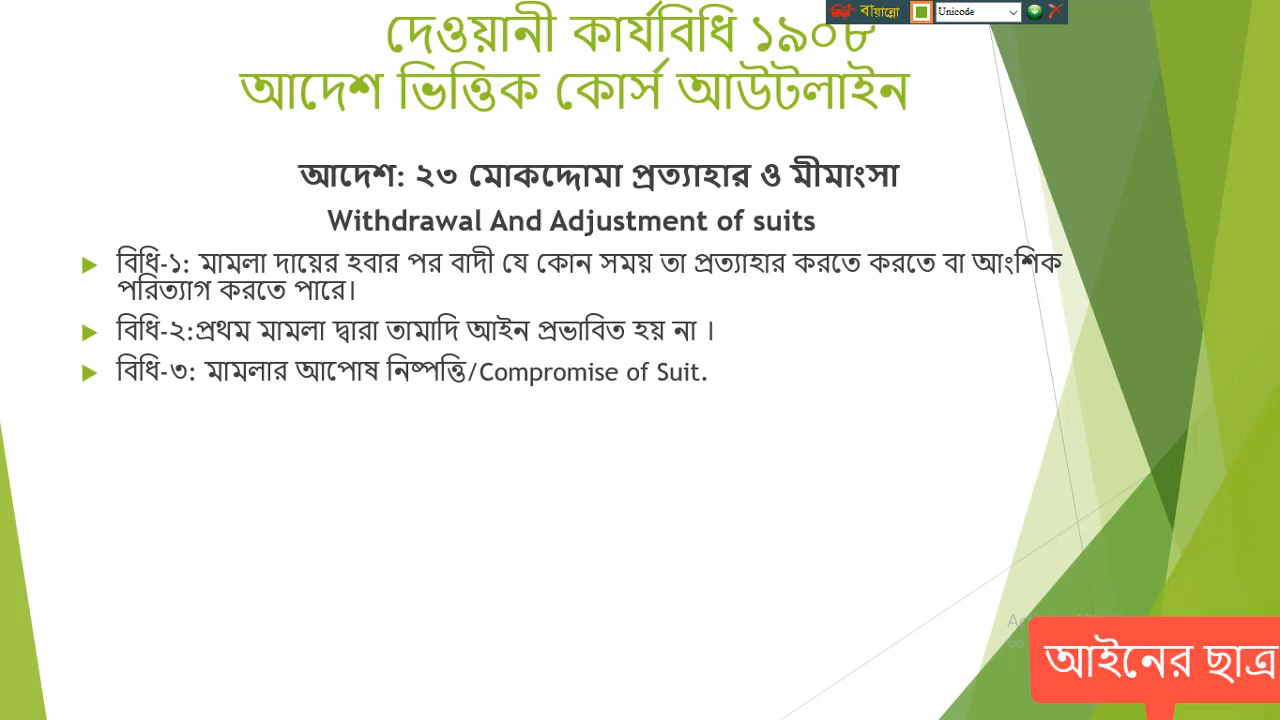 বায়ান্নো Unicode
দেওয়ানী কার্যবিধি ১৯০৮
আদেশ ভিত্তিক কোর্স আউটলাইন
আদেশ: ২৩ মোকদ্দোমা প্রত্যাহার ও মীমাংসা
Withdrawal And Adjustment of suits
বিধি-১: মামলা দায়ের হবার পর বাদী যে কোন সময় তা প্রত্যাহার করতে করতে বা আংশিক
পরিত্যাগ করতে পারে।
বিধি-২:প্রথম মামলা দ্বারা তামাদি আইন প্রভাবিত হয় না ।
বিধি-৩: মামলার আপোষ নিষ্পত্তি/Compromise of Suit.
আইনের ছাত্র